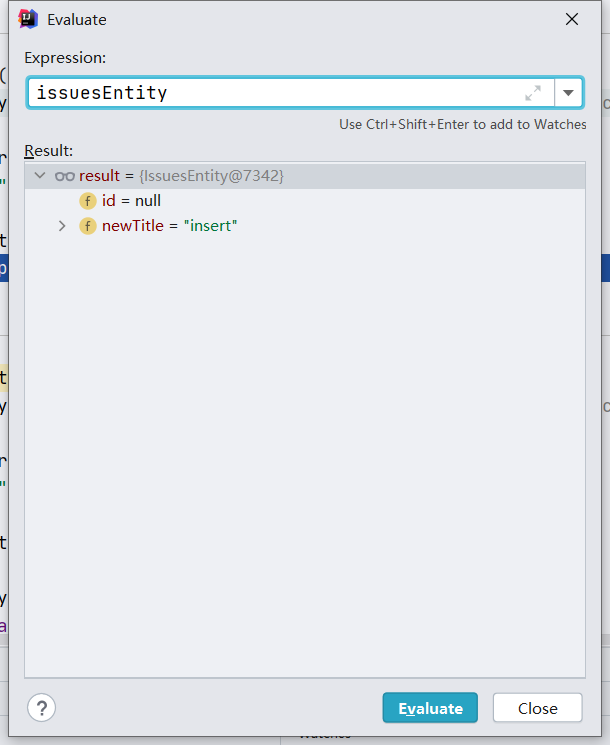 Evaluate
Expression:
issuesEntity
Use Ctrl+Shift+Enter to add to Watches
Result:
result = {IssuesEntity@7342}
f id = null
f newTitle = "insert"
? Evaluate Close